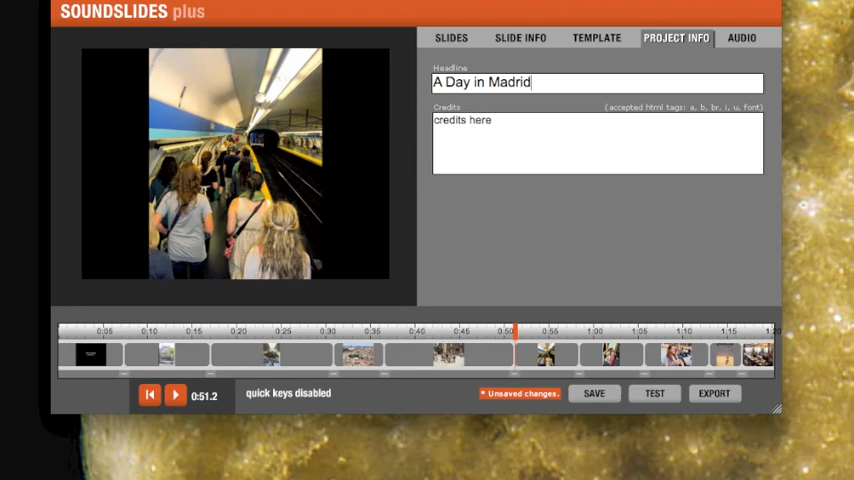 SOUNDSLIDES plus
SLIDES SLIDE INFO TEMPLATE PROJECT INFO AUDIO
Headline
A Day in Madrid
Credits (accepted html tags: a, b, br, i, u, font)
credits here
0:05 0:10 0:15 0:20 0:25 0:30 0:35 0:40 0:45 0:50 0:55 1:00 1:05 1:10 1:15 1:20
0:51.2 quick keys disabled * Unsaved changes. SAVE TEST EXPORT